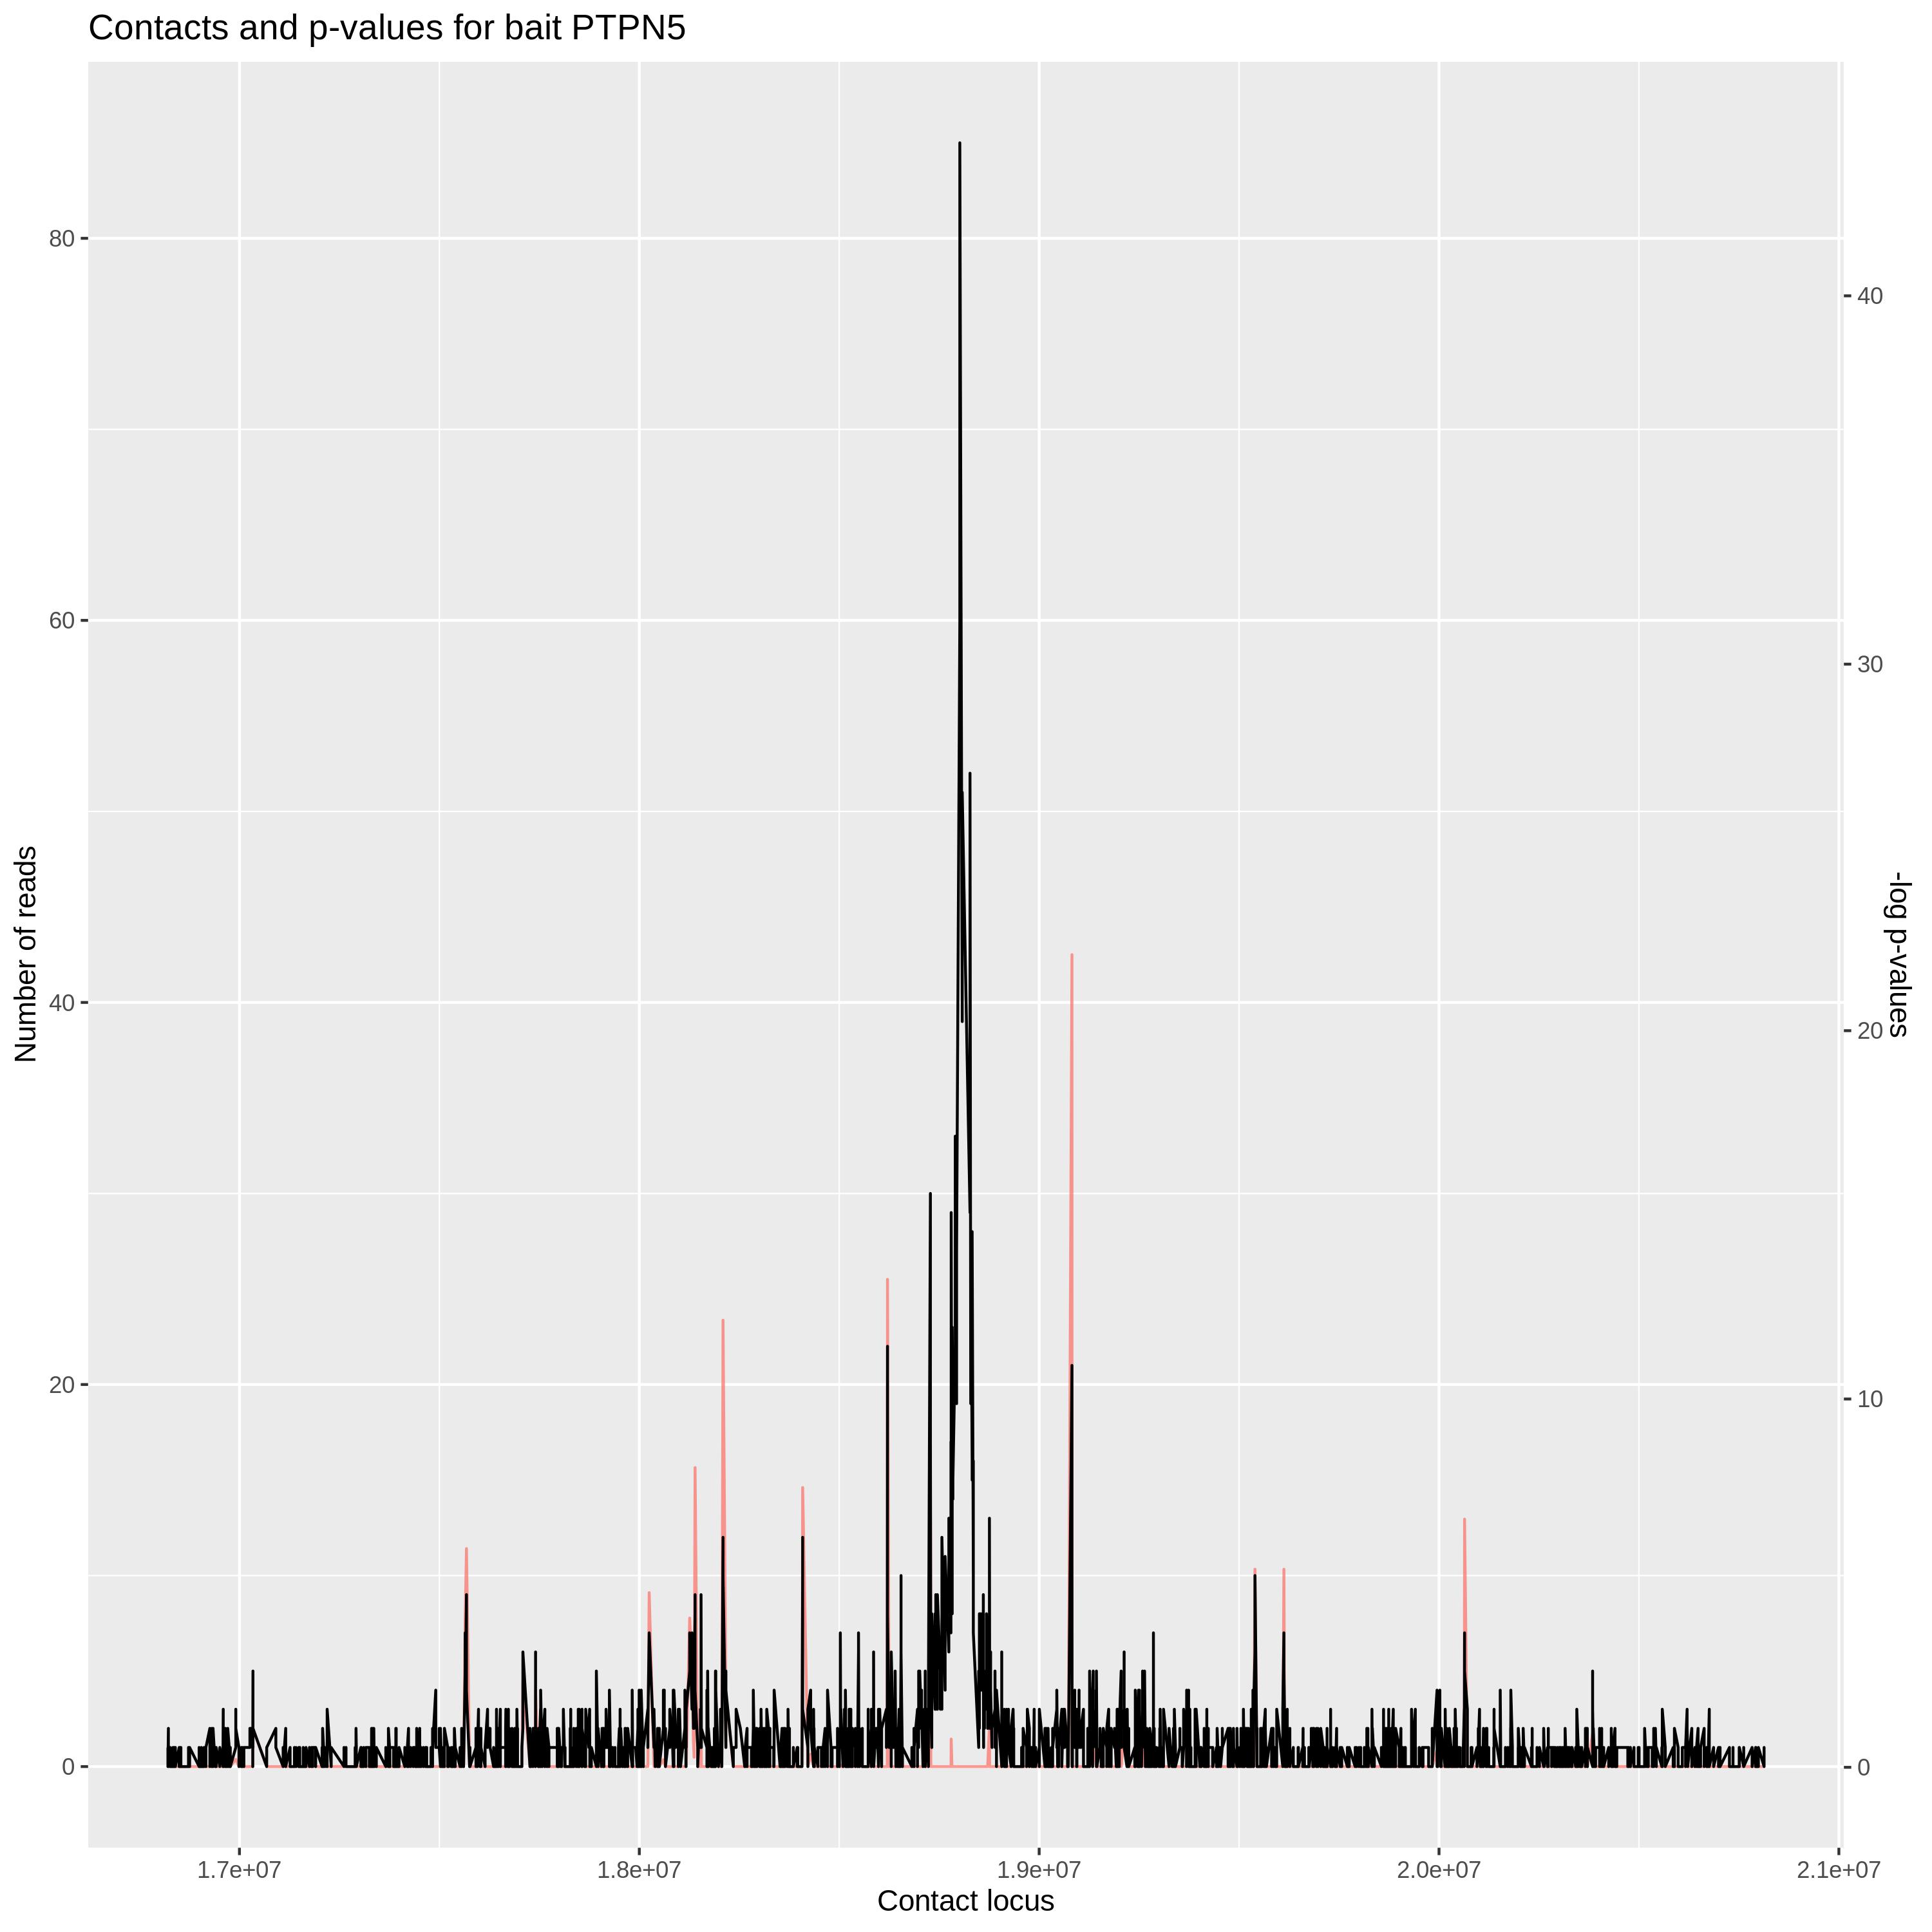 Contacts and p-values for bait PTPN5
80
60
40
20
0
40
30
20
10
0
Number of reads
-log p-values
1.7e+07
1.8e+07
1.9e+07
2.0e+07
2.1e+07
Contact locus